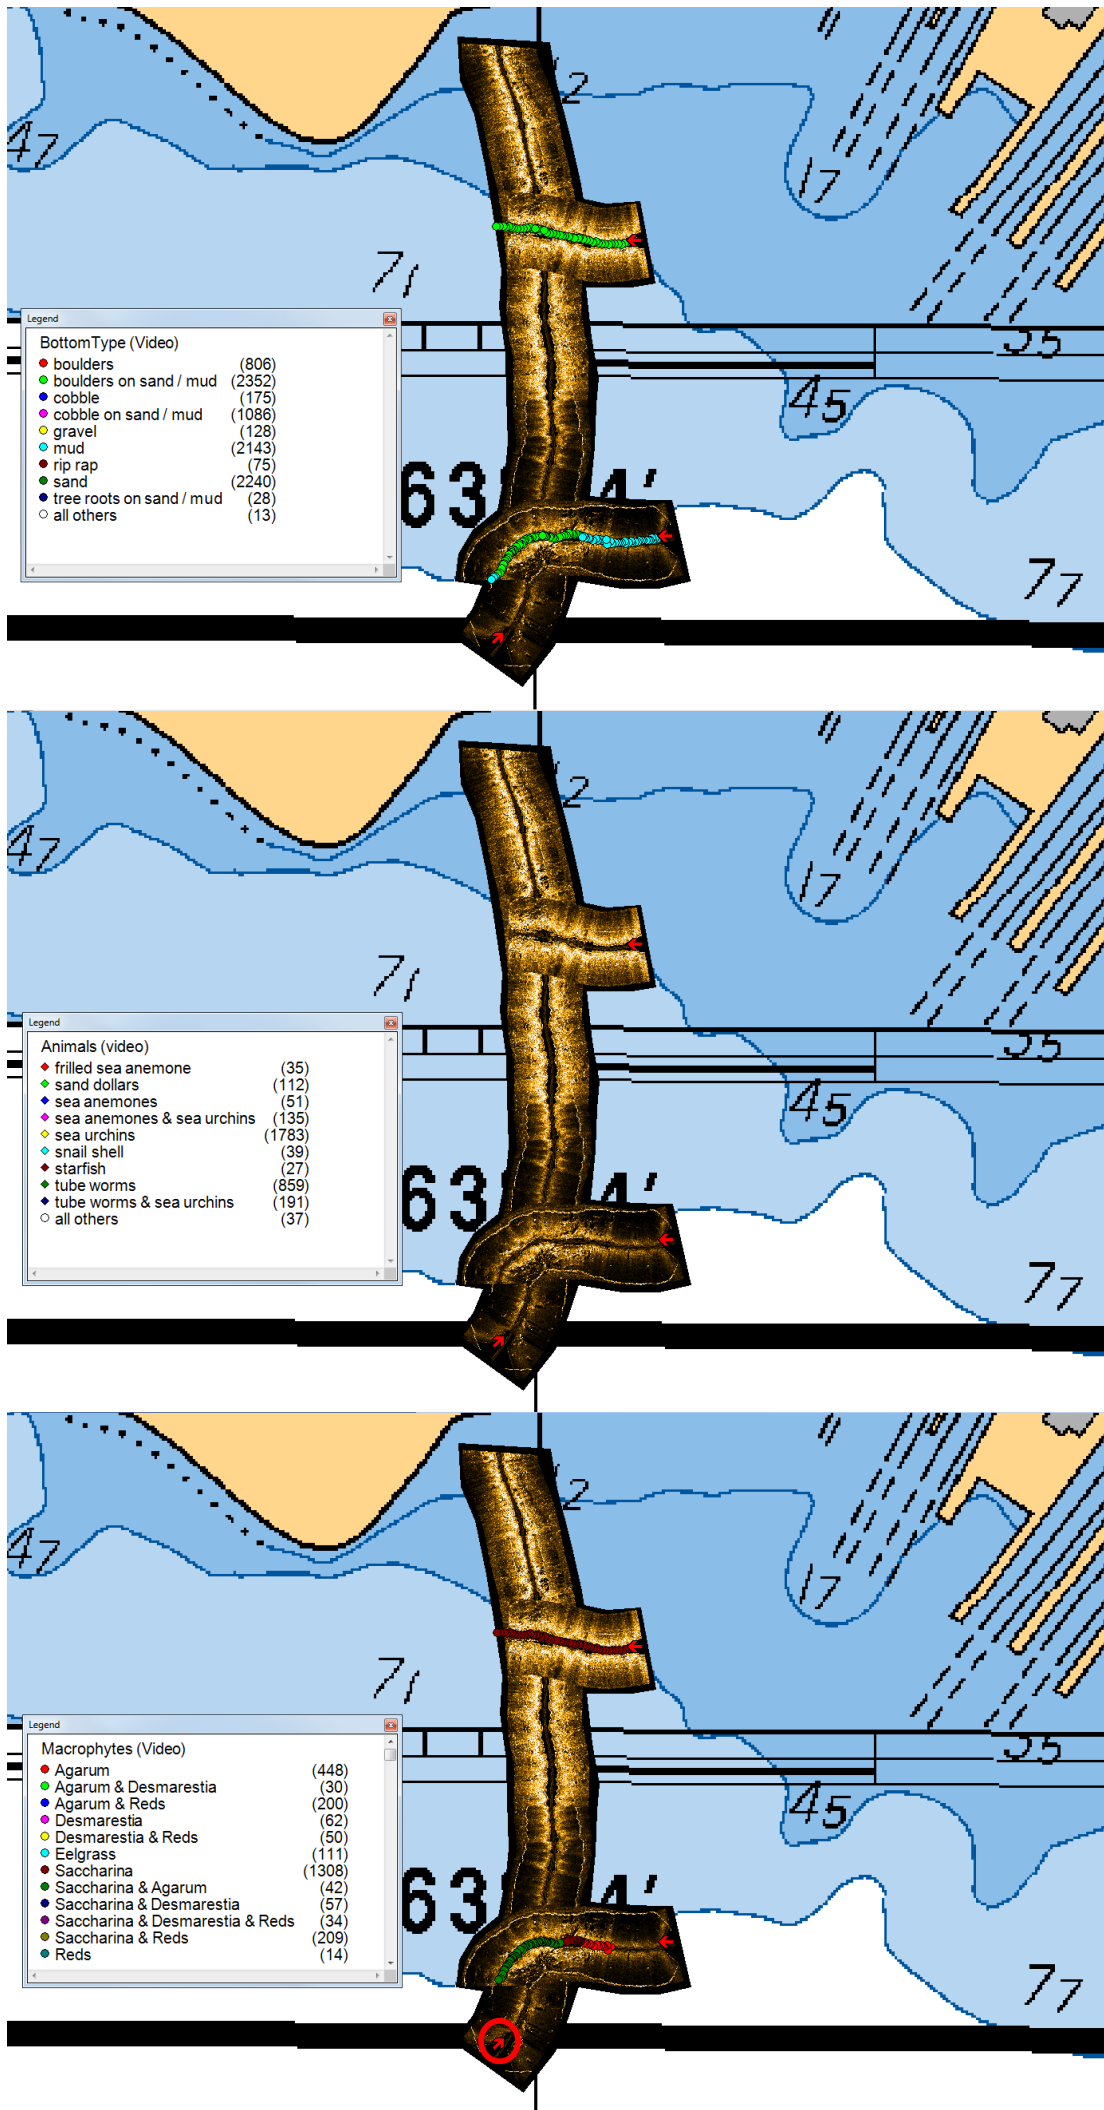 2
47
17
71
35
45
63
4'
77
Legend
BottomType (Video)
boulders (806)
boulders on sand / mud (2352)
cobble (175)
cobble on sand / mud (1086)
gravel (128)
mud (2143)
rip rap (75)
sand (2240)
tree roots on sand / mud (28)
all others (13)
2
47
17
71
35
45
63
4'
77
Legend
Animals (video)
frilled sea anemone (35)
sand dollars (112)
sea anemones (51)
sea anemones & sea urchins (135)
sea urchins (1783)
snail shell (39)
starfish (27)
tube worms (859)
tube worms & sea urchins (191)
all others (37)
2
47
17
71
35
45
63
4'
77
Legend
Macrophytes (Video)
Agarum (448)
Agarum & Desmarestia (30)
Agarum & Reds (200)
Desmarestia (62)
Desmarestia & Reds (50)
Eelgrass (111)
Saccharina (1308)
Saccharina & Agarum (42)
Saccharina & Desmarestia (57)
Saccharina & Desmarestia & Reds (34)
Saccharina & Reds (209)
Reds (14)